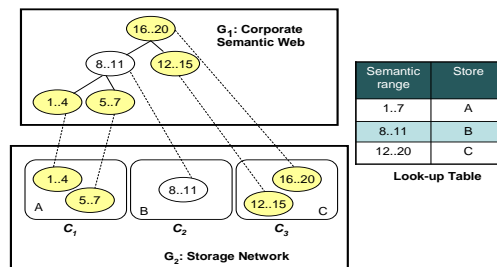 16..20
G1: Corporate
Semantic Web
8..11
12..15
1..4
5..7
Semantic range
Store
1..7
A
8..11
B
12..20
C
Look-up Table
1..4
5..7
A
8..11
B
16..20
12..15
C
C1
C2
C3
G2: Storage Network